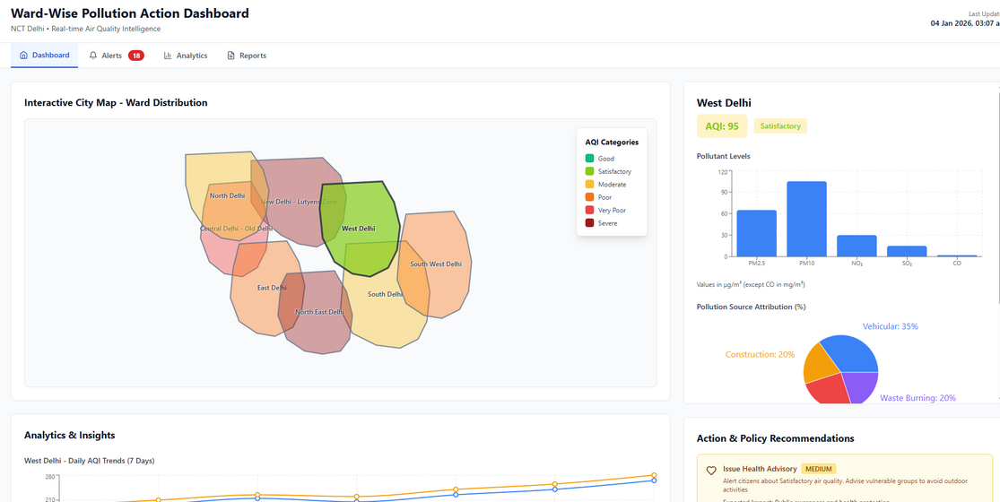 Ward-Wise Pollution Action Dashboard
NCT Delhi • Real-time Air Quality Intelligence
Last Updat
04 Jan 2026, 03:07 a
Dashboard
Alerts 18
Analytics
Reports
Interactive City Map - Ward Distribution
AQI Categories
Good
Satisfactory
Moderate
Poor
Very Poor
Severe
North Delhi
New Delhi - Lutyens Zone
Central Delhi - Old Delhi
West Delhi
South West Delhi
East Delhi
South Delhi
North East Delhi
West Delhi
AQI: 95
Satisfactory
Pollutant Levels
120
90
60
30
0
PM2.5
PM10
NO₂
SO₂
CO
Values in µg/m³ (except CO in mg/m³)
Pollution Source Attribution (%)
Vehicular: 35%
Construction: 20%
Waste Burning: 20%
Analytics & Insights
West Delhi - Daily AQI Trends (7 Days)
280
210
Action & Policy Recommendations
Issue Health Advisory MEDIUM
Alert citizens about Satisfactory air quality. Advise vulnerable groups to avoid outdoor
activities